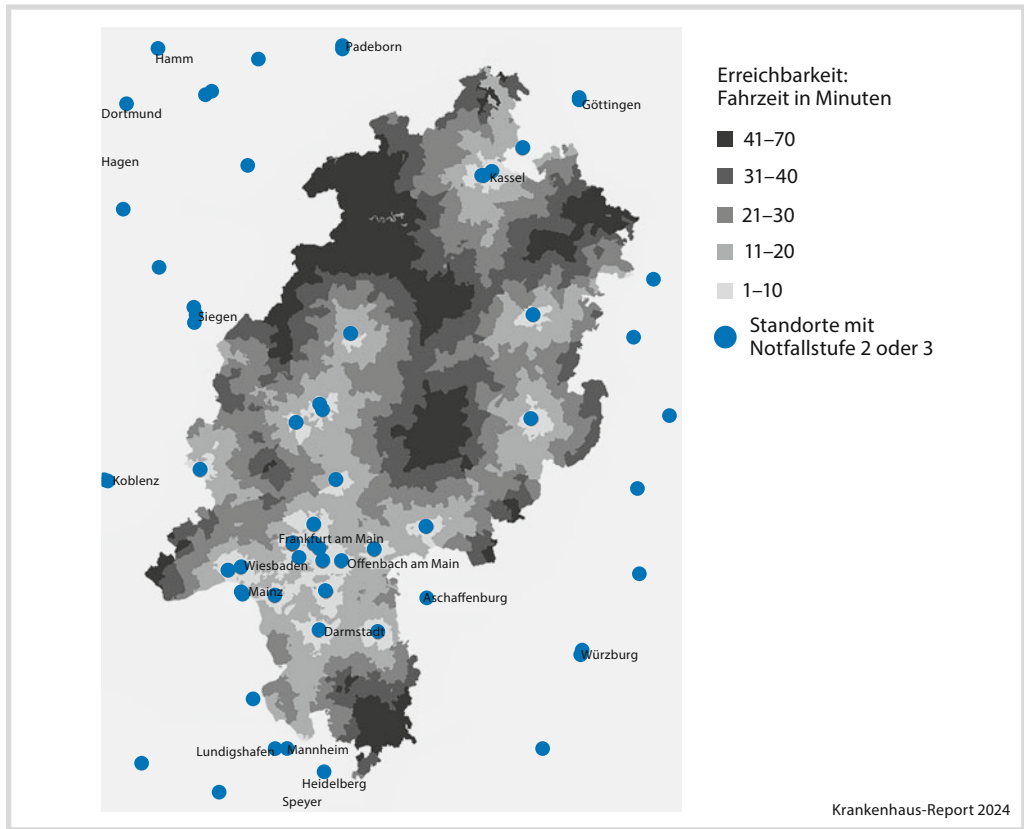 Padeborn
Hamm
Göttingen
Dortmund
Hagen
Kassel
Siegen
Koblenz
Frankfurt am Main
Wiesbaden
Offenbach am Main
Mainz
Aschaffenburg
Darmstadt
Würzburg
Lundigshafen
Mannheim
Heidelberg
Speyer
Erreichbarkeit:
Fahrzeit in Minuten
41–70
31–40
21–30
11–20
1–10
Standorte mit
Notfallstufe 2 oder 3
Krankenhaus-Report 2024